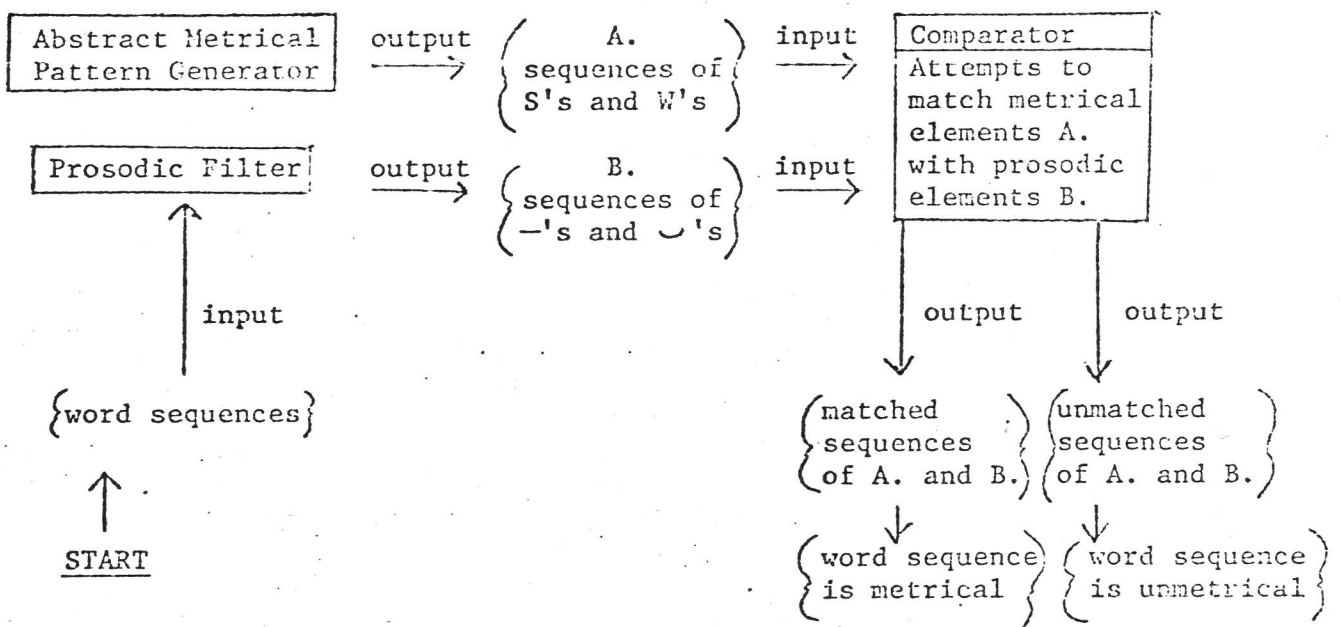 Abstract Metrical
Pattern Generator
output
A.
sequences of
S's and W's
input
Comparator
Attempts to
match metrical
elements A.
with prosodic
elements B.
Prosodic Filter
output
B.
sequences of
—'s and ⌣'s
input
input
output
output
{word sequences}
START
matched
sequences
of A. and B.
unmatched
sequences
of A. and B.
word sequence
is metrical
word sequence
is unmetrical